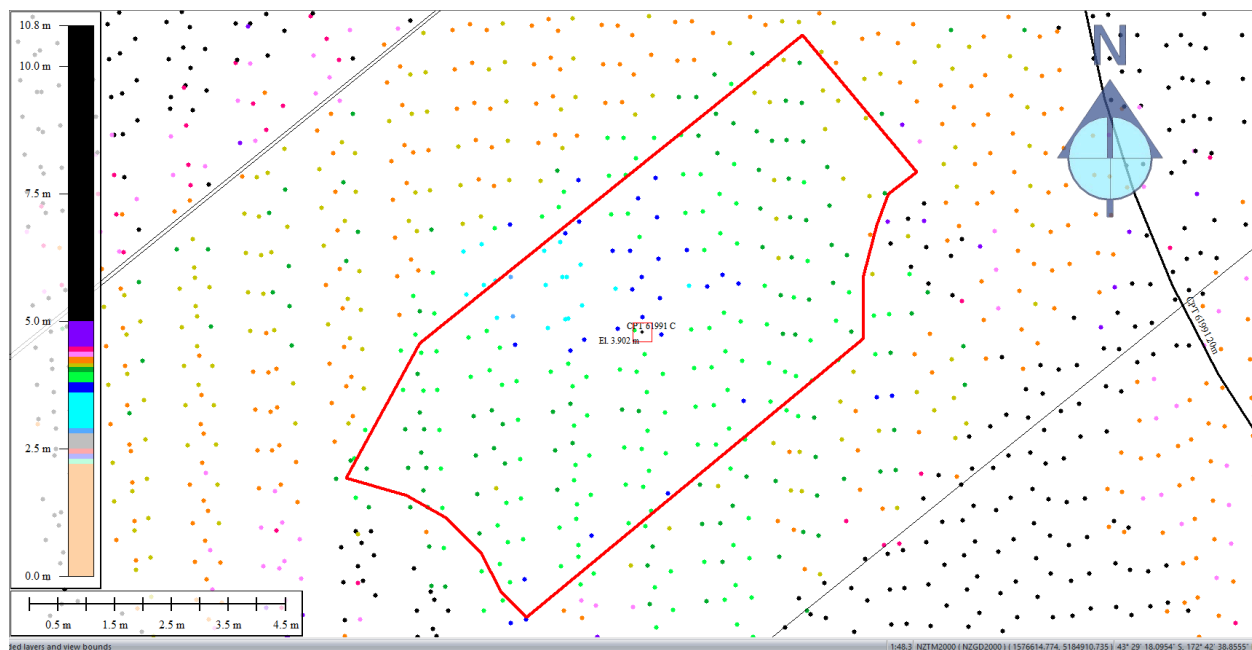 10.8 m
10.0 m
7.5 m
5.0 m
2.5 m
0.0 m
N
CPT 61991 C
El. 3.902 m
CPT 61991 20m
0.5 m 1.5 m 2.5 m 3.5 m 4.5 m
ded layers and view bounds
1:48.3 NZTM2000 ( NZGD2000 ) ( 1576614.774, 5184910.735 ) 43° 29' 18.0954" S, 172° 42' 38.8555"